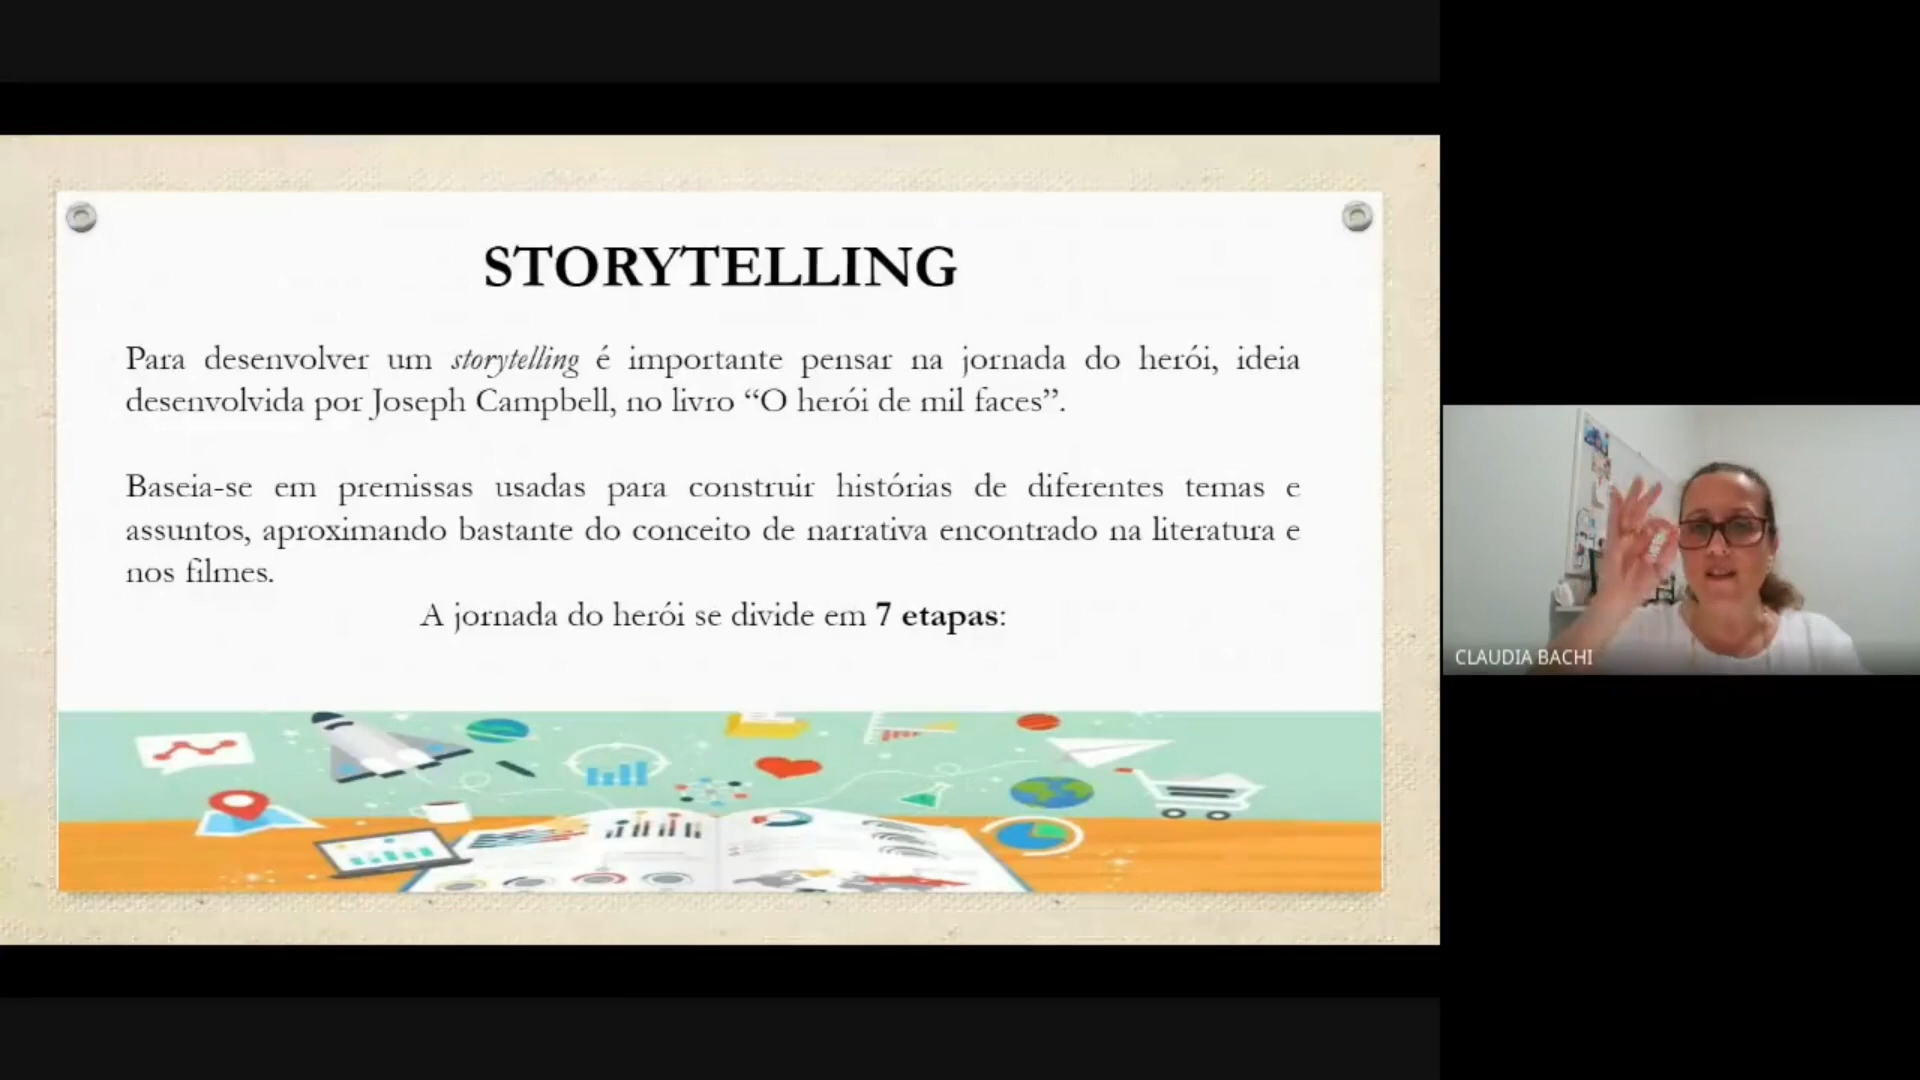 STORYTELLING
Para desenvolver um storytelling é importante pensar na jornada do herói, ideia
desenvolvida por Joseph Campbell, no livro “O herói de mil faces”.
Baseia-se em premissas usadas para construir histórias de diferentes temas e
assuntos, aproximando bastante do conceito de narrativa encontrado na literatura e
nos filmes.
A jornada do herói se divide em 7 etapas:
CLAUDIA BACHI